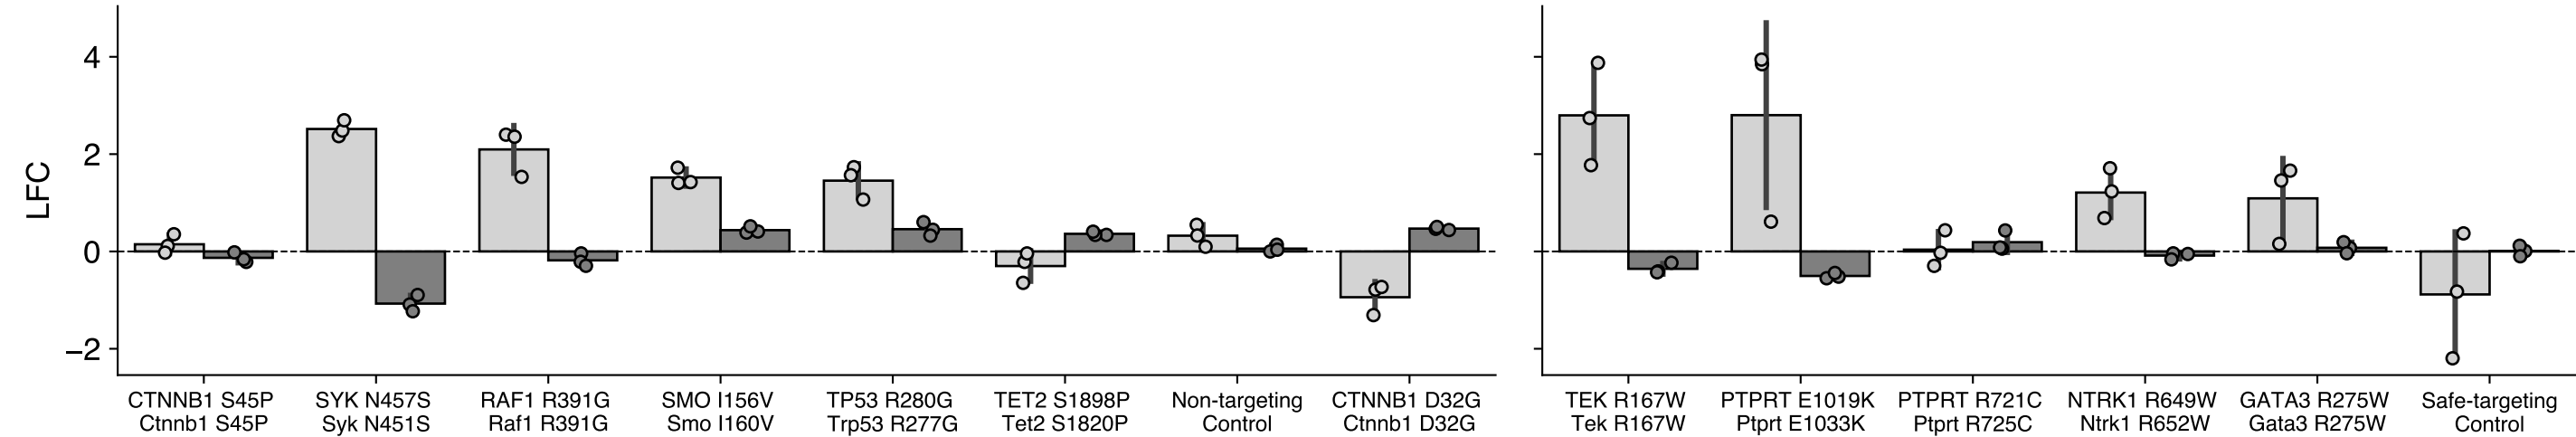 LFC
4
2
0
−2
CTNNB1 S45P
Ctnnb1 S45P
SYK N457S
Syk N451S
RAF1 R391G
Raf1 R391G
SMO I156V
Smo I160V
TP53 R280G
Trp53 R277G
TET2 S1898P
Tet2 S1820P
Non-targeting
Control
CTNNB1 D32G
Ctnnb1 D32G
TEK R167W
Tek R167W
PTPRT E1019K
Ptprt E1033K
PTPRT R721C
Ptprt R725C
NTRK1 R649W
Ntrk1 R652W
GATA3 R275W
Gata3 R275W
Safe-targeting
Control